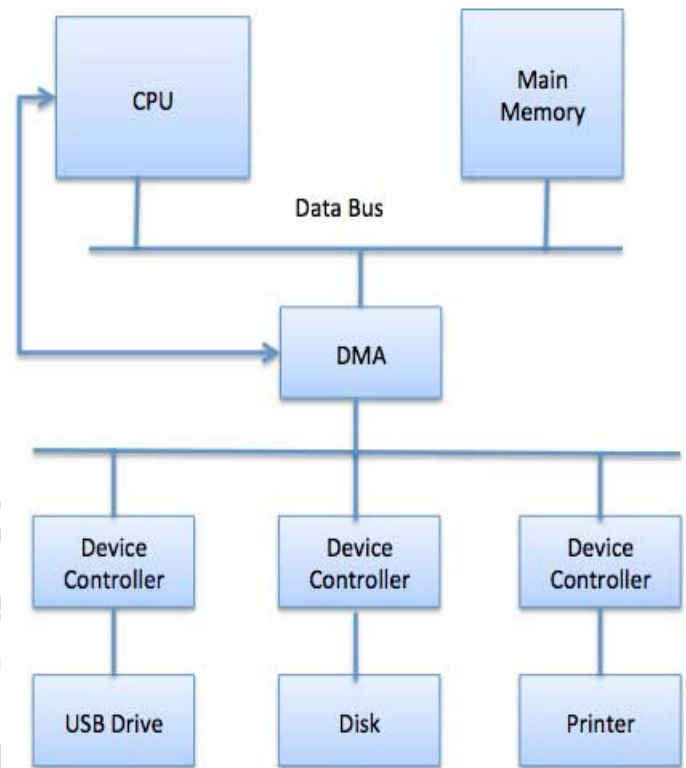 CPU
Main
Memory
Data Bus
DMA
Device
Controller
Device
Controller
Device
Controller
USB Drive
Disk
Printer